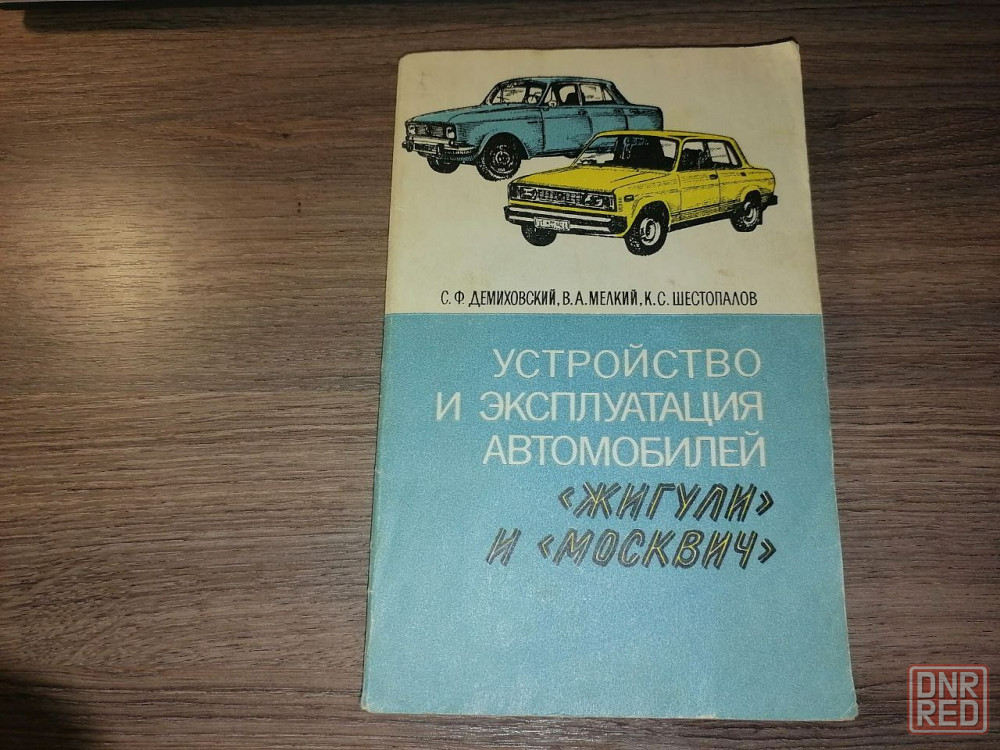 С. Ф. ДЕМИХОВСКИЙ, В. А. МЕЛКИЙ, К. С. ШЕСТОПАЛОВ
УСТРОЙСТВО
И ЭКСПЛУАТАЦИЯ
АВТОМОБИЛЕЙ
«ЖИГУЛИ»
И «МОСКВИЧ»
DNR
RED